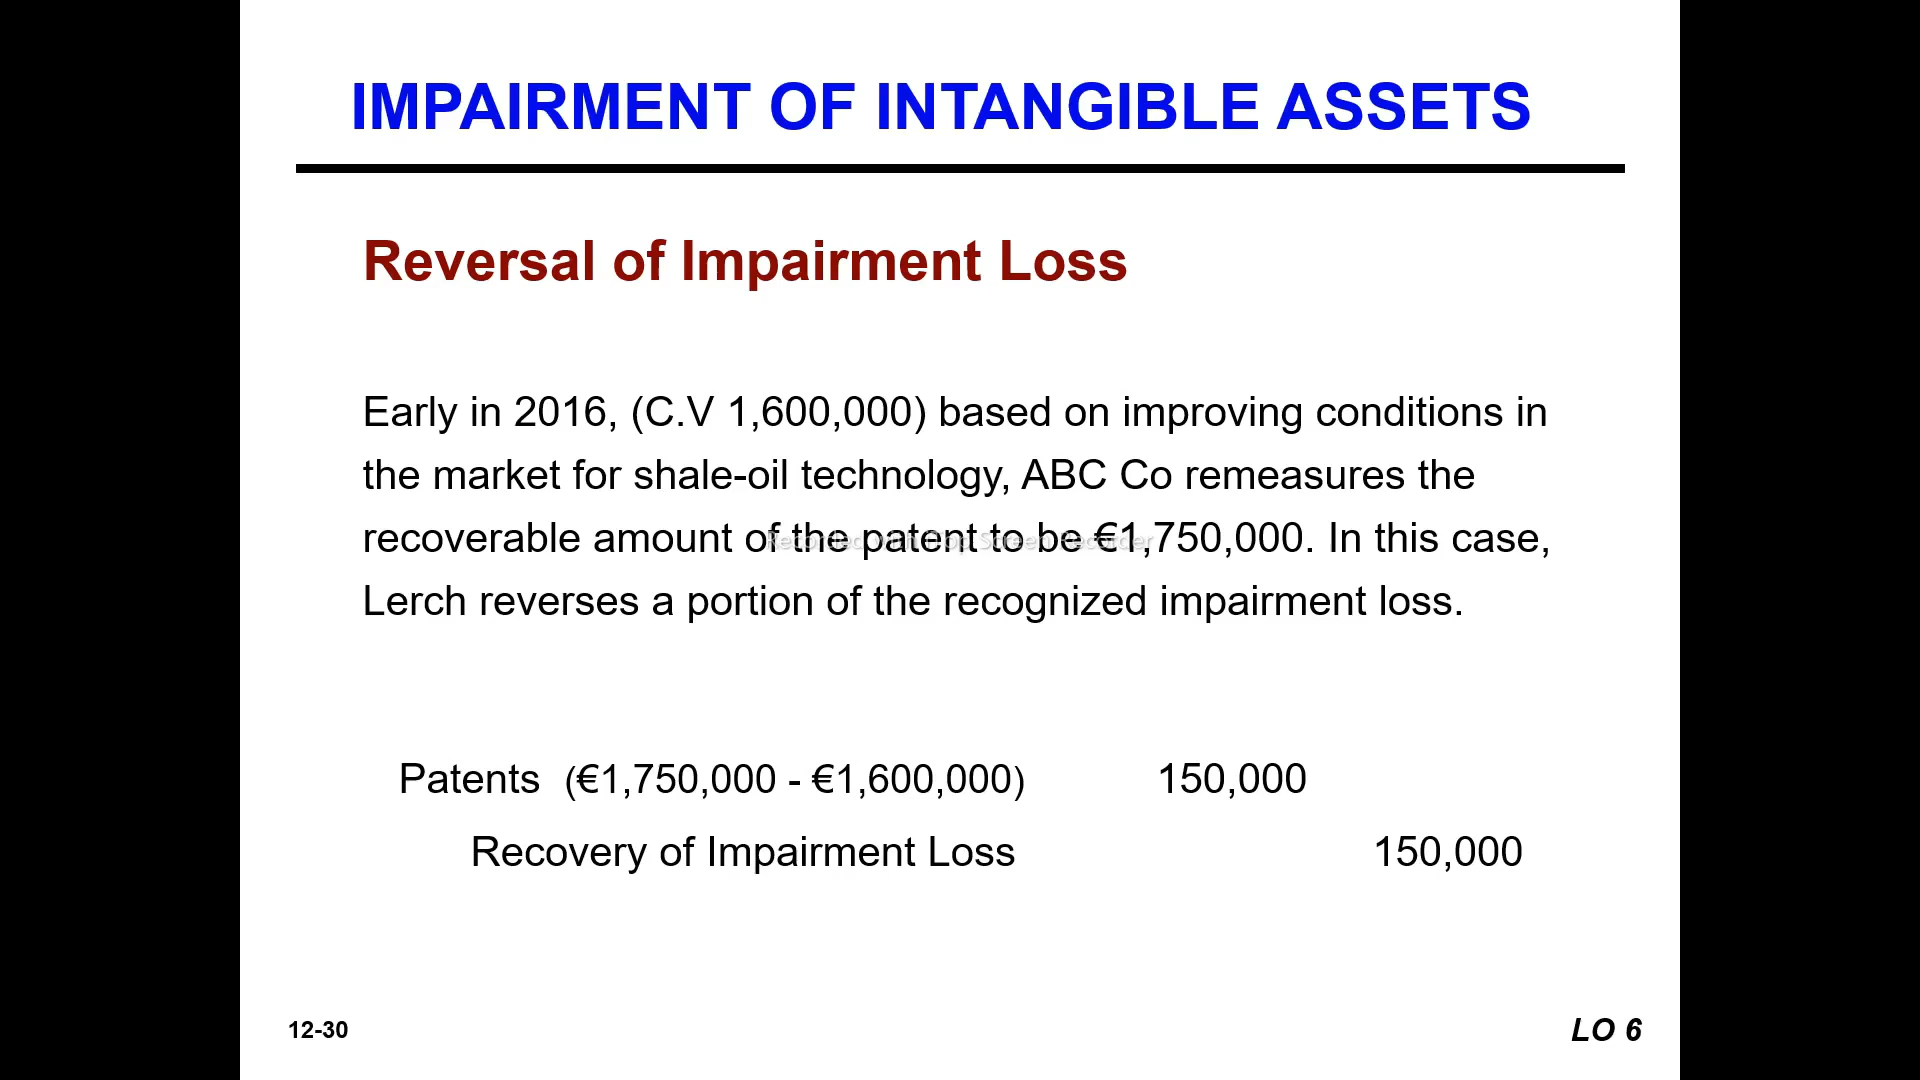 IMPAIRMENT OF INTANGIBLE ASSETS
Reversal of Impairment Loss
Early in 2016, (C.V 1,600,000) based on improving conditions in
the market for shale-oil technology, ABC Co remeasures the
recoverable amount of the patent to be €1,750,000. In this case,
Lerch reverses a portion of the recognized impairment loss.
Patents (€1,750,000 - €1,600,000) 150,000
Recovery of Impairment Loss 150,000
12-30
LO 6